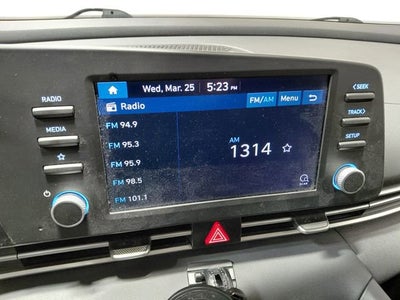 RADIO
MEDIA
Wed, Mar. 25 5:23 PM
Radio FM/AM Menu
FM 94.9
FM 95.3
FM 95.9
FM 98.5
FM 101.1
AM
1314
SCAN
<SEEK
TRACK>
SETUP